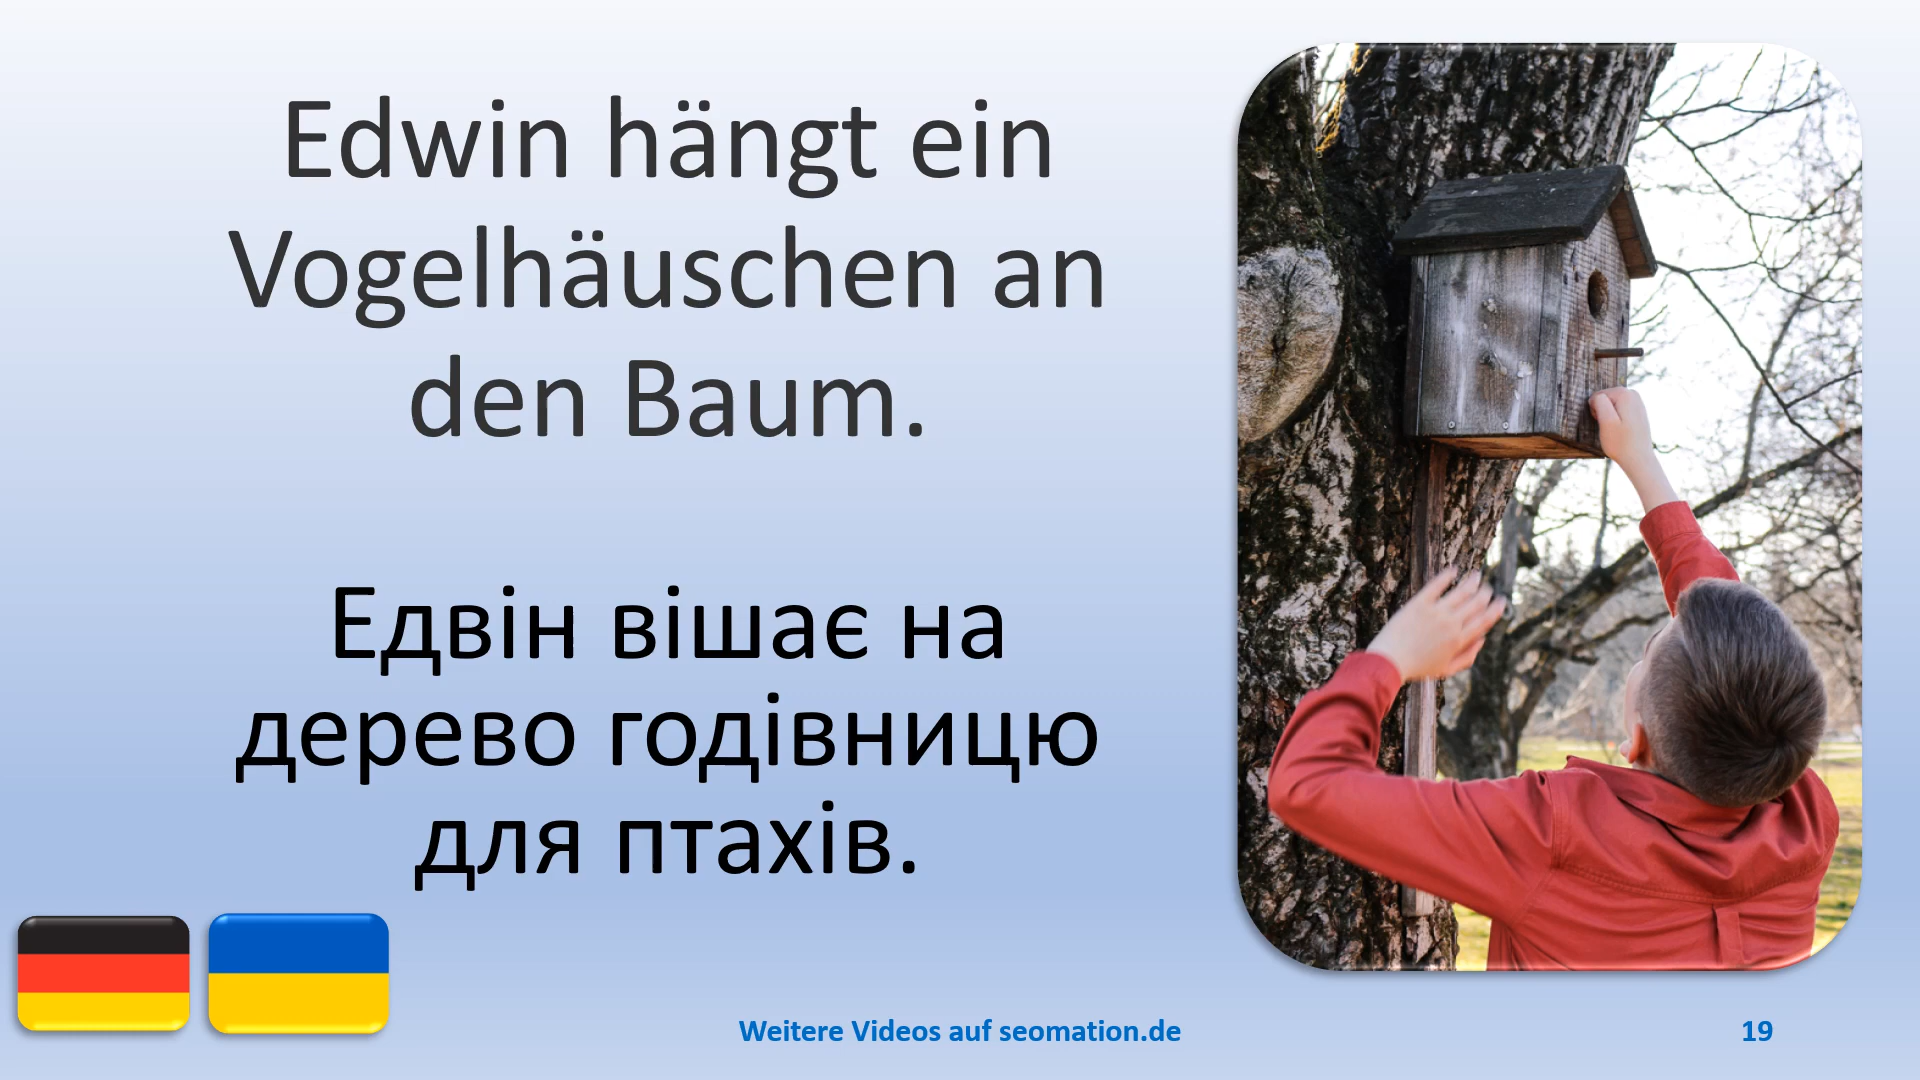 Edwin hängt ein
Vogelhäuschen an
den Baum.
Едвін вішає на
дерево годівницю
для птахів.
Weitere Videos auf seomation.de
19